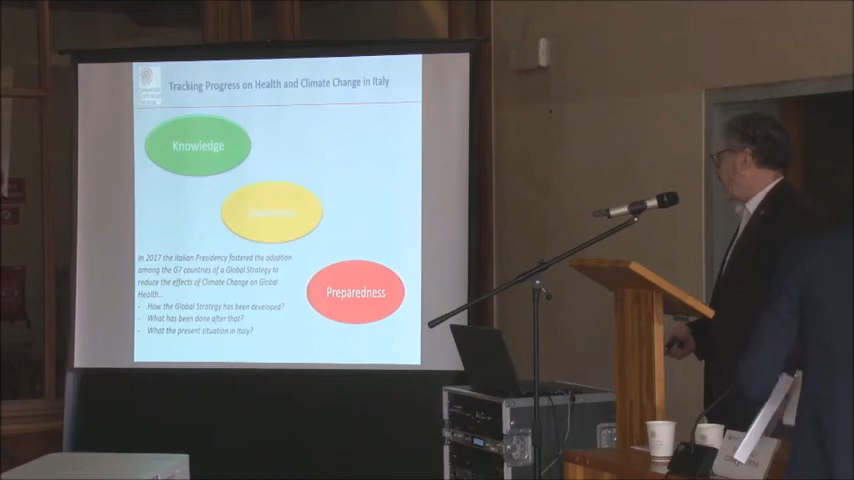 Tracking Progress on Health and Climate Change in Italy
Knowledge
In 2017 the Italian Presidency fostered the adoption
among the G7 countries of a Global Strategy to
reduce the effects of Climate Change on Global
Health...
- How the Global Strategy has been developed?
- What has been done after that?
- What the present situation in Italy?
Preparedness